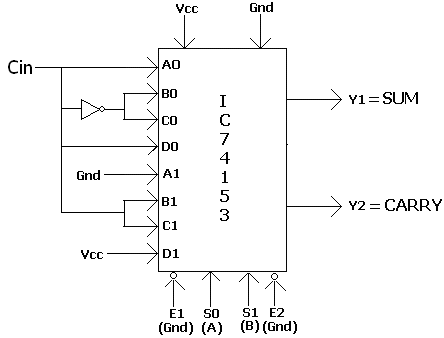 Vcc
Gnd
Cin
A0
B0
C0
D0
Gnd
A1
B1
C1
Vcc
D1
I
C
7
4
1
5
3
Y1 = SUM
Y2 = CARRY
E1
(Gnd)
S0
(A)
S1
(B)
E2
(Gnd)